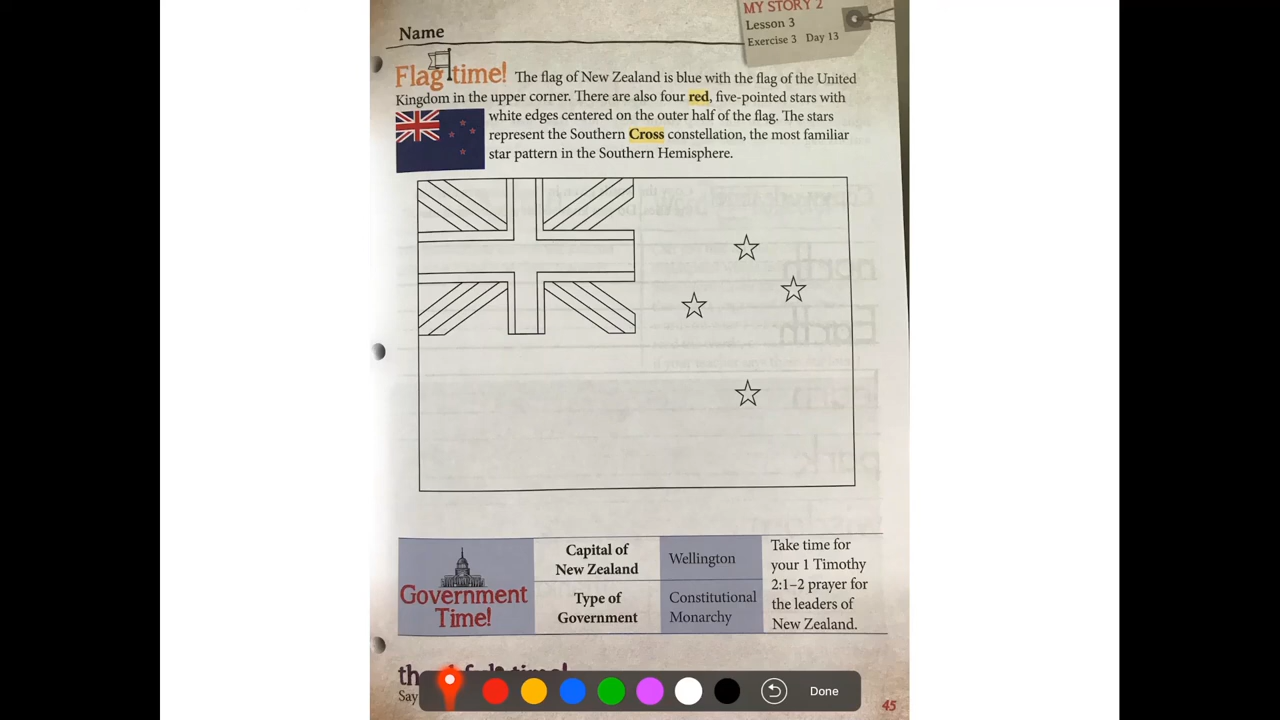 Name
MY STORY 2
Lesson 3
Exercise 3 Day 13
Flag time! The flag of New Zealand is blue with the flag of the United
Kingdom in the upper corner. There are also four red, five-pointed stars with
white edges centered on the outer half of the flag. The stars
represent the Southern Cross constellation, the most familiar
star pattern in the Southern Hemisphere.
Government
Time!
Capital of
New Zealand
Wellington
Type of
Government
Constitutional
Monarchy
Take time for
your 1 Timothy
2:1–2 prayer for
the leaders of
New Zealand.
time!
Say
Done
45